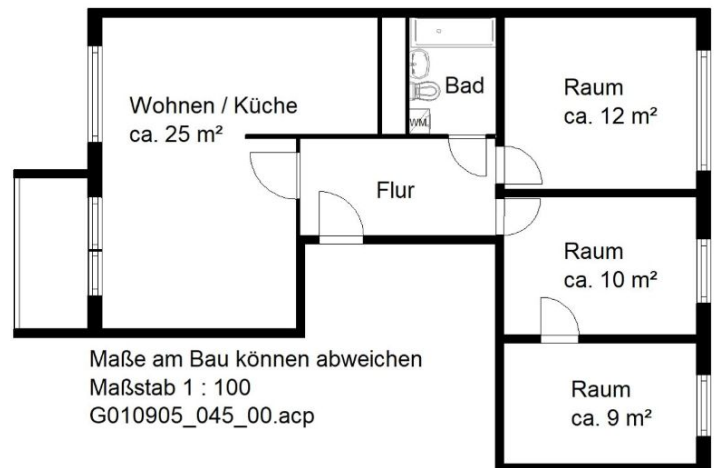 Wohnen / Küche
ca. 25 m²
Bad
WM.
Flur
Raum
ca. 12 m²
Raum
ca. 10 m²
Raum
ca. 9 m²
Maße am Bau können abweichen
Maßstab 1 : 100
G010905_045_00.acp